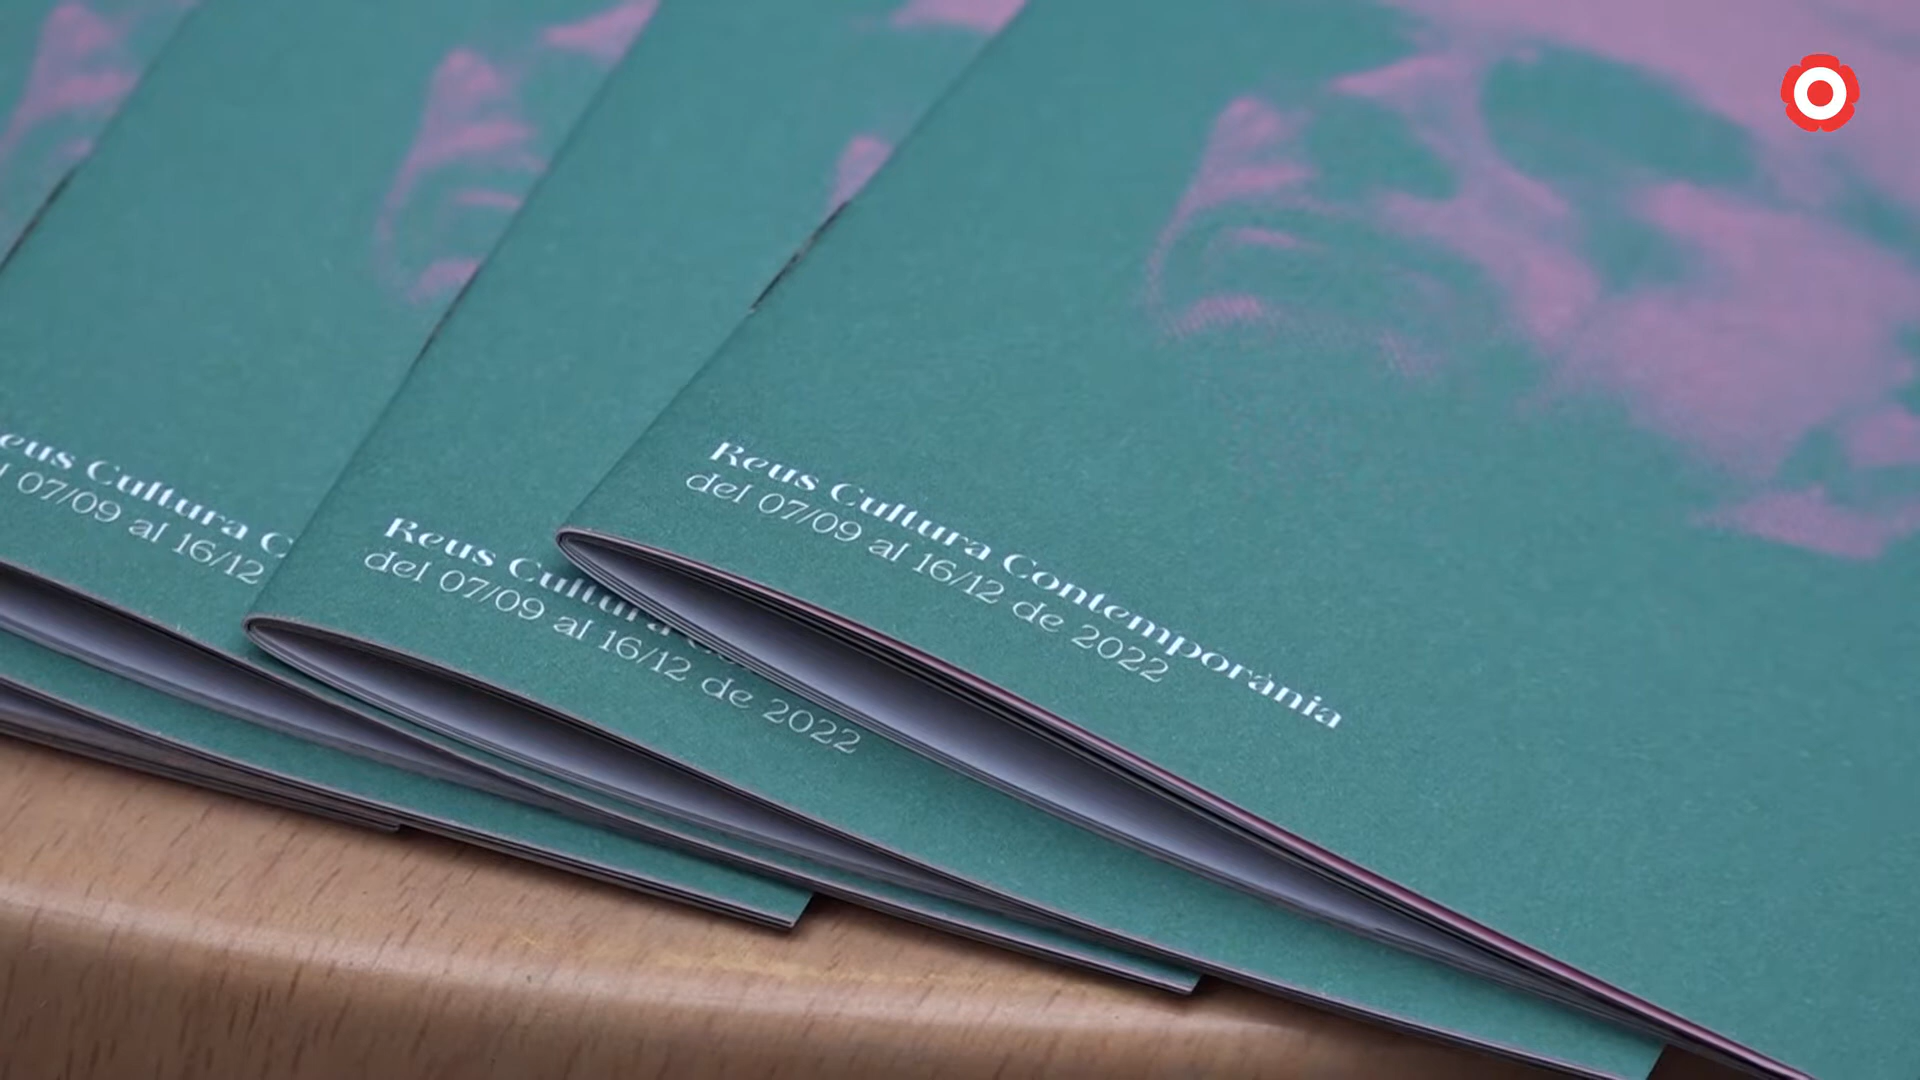 eus Cultura C
l 07/09 al 16/12
Reus Cultura Co
del 07/09 al 16/12 de 2022
Reus Cultura Contemporània
del 07/09 al 16/12 de 2022